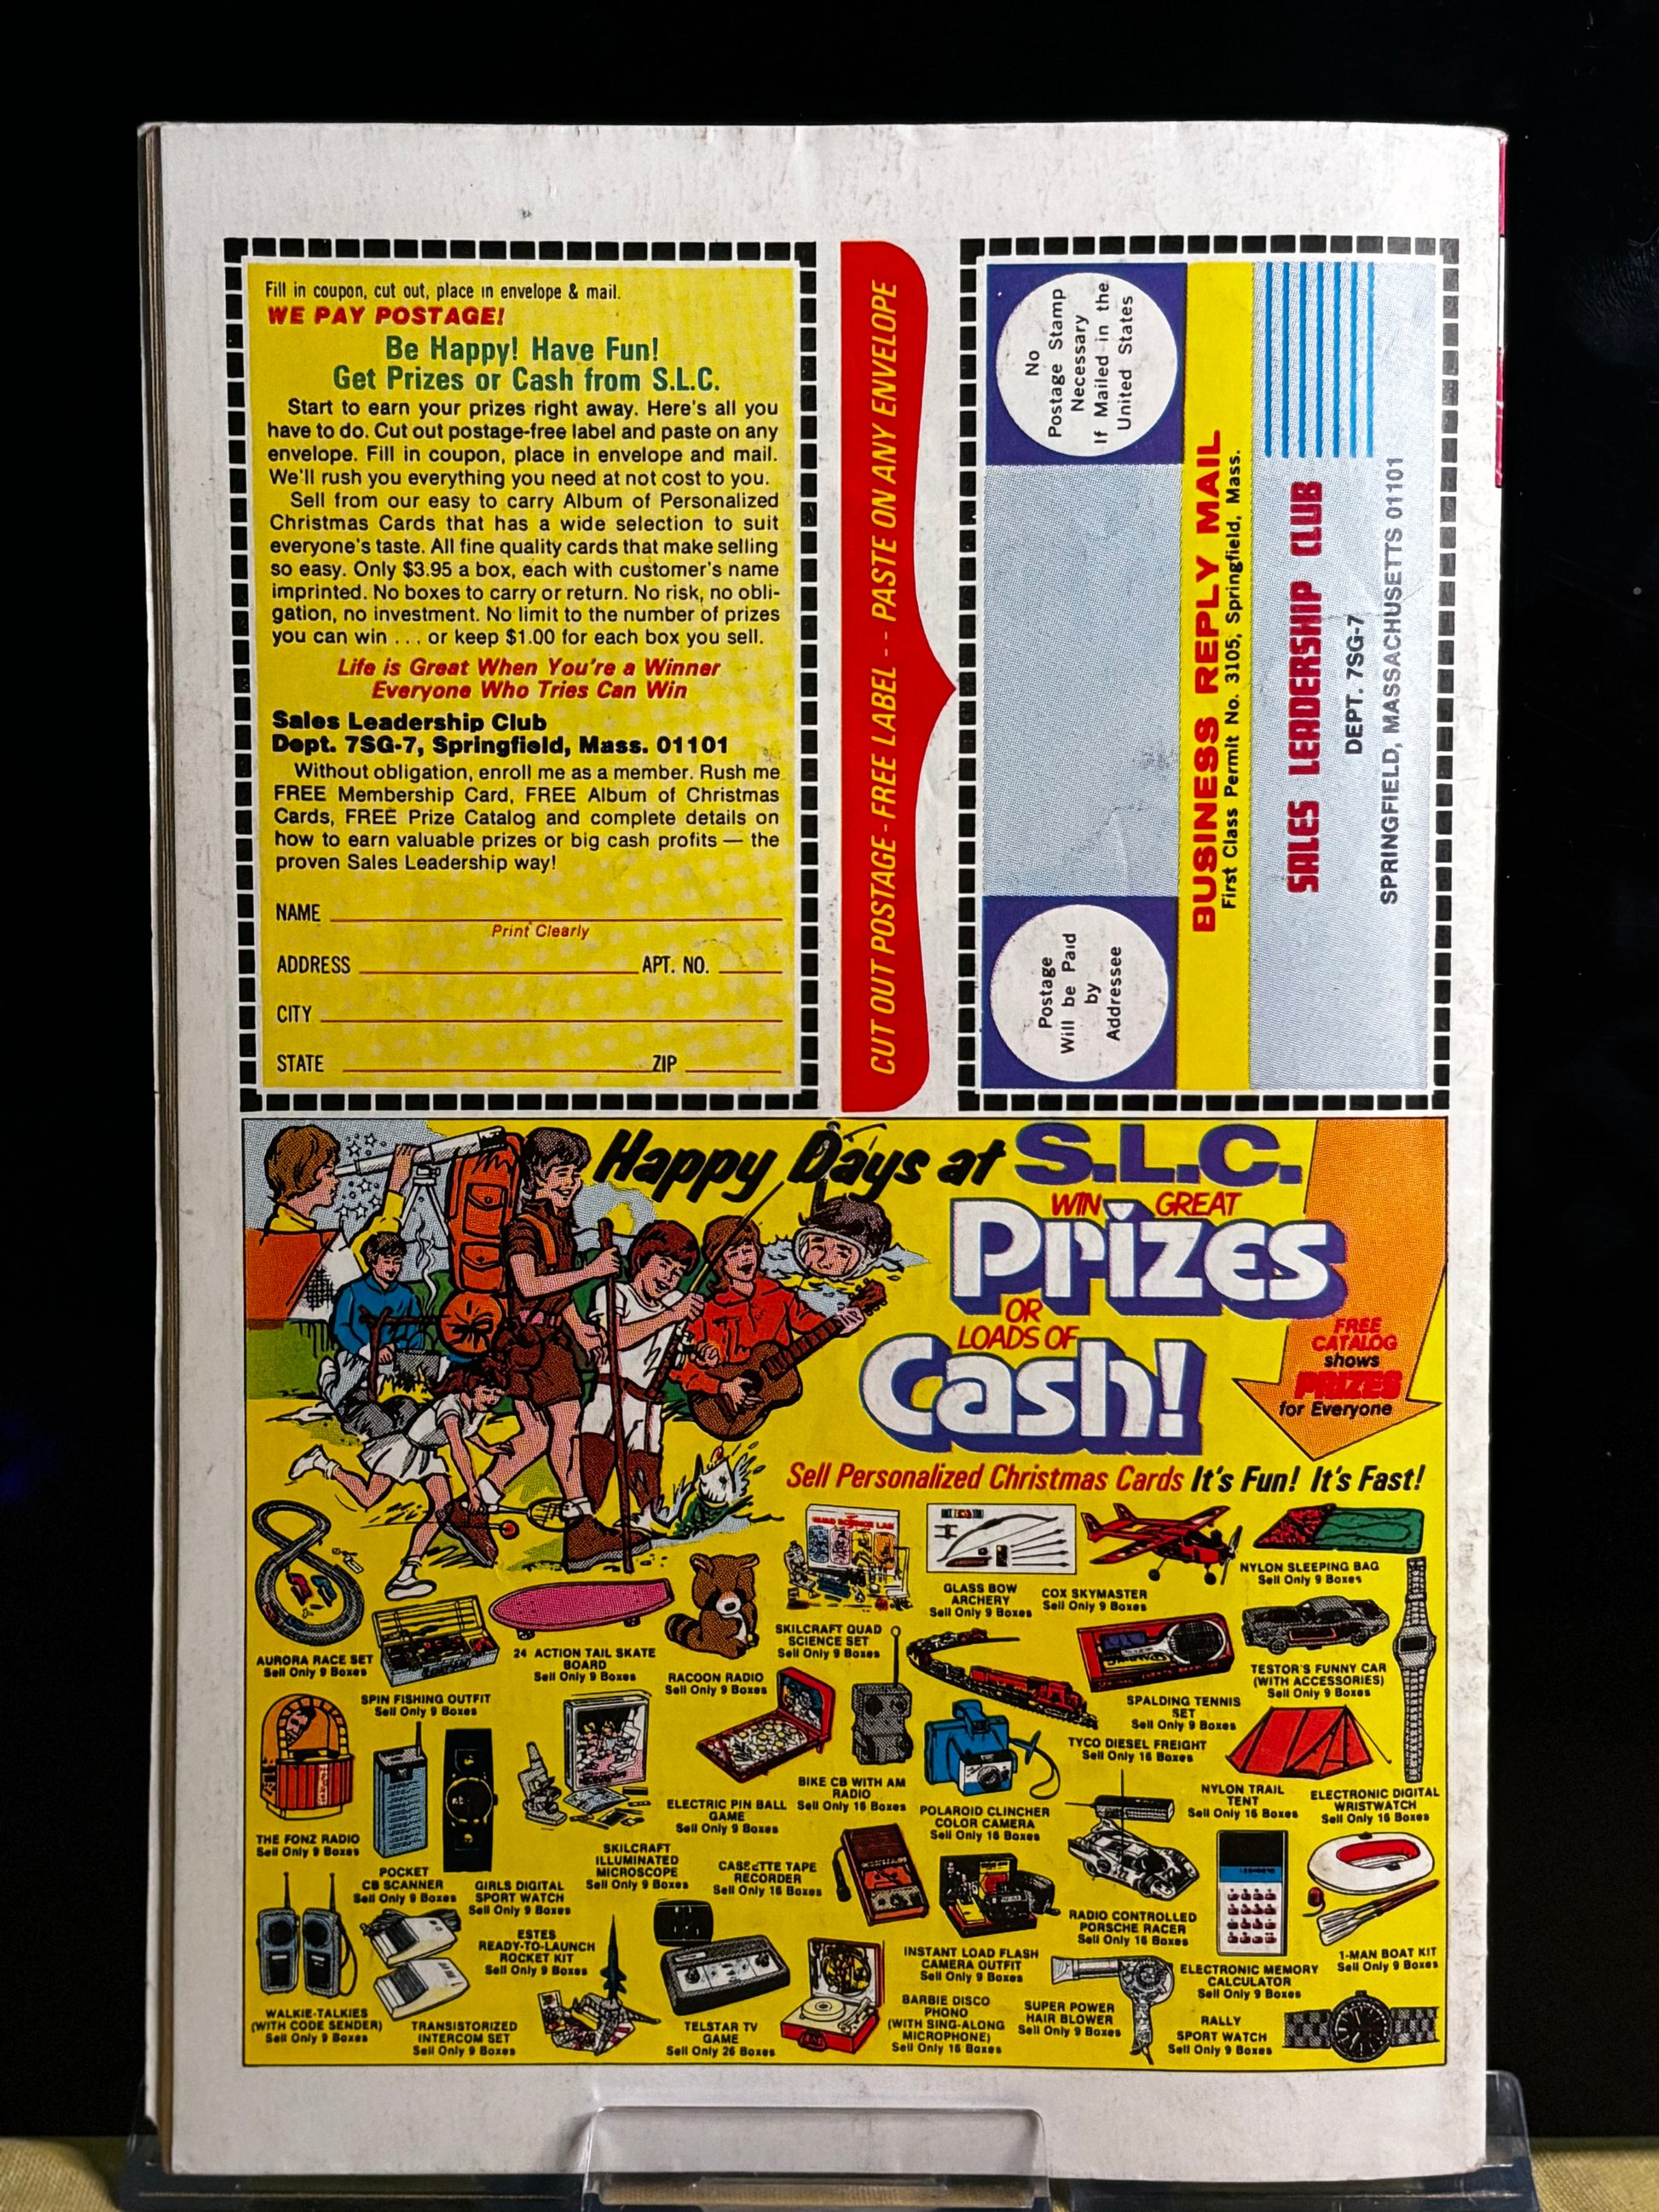 Fill in coupon, cut out, place in envelope & mail.
WE PAY POSTAGE!
Be Happy! Have Fun!
Get Prizes or Cash from S.L.C.
Start to earn your prizes right away. Here's all you
have to do. Cut out postage-free label and paste on any
envelope. Fill in coupon, place in envelope and mail.
We'll rush you everything you need at not cost to you.
Sell from our easy to carry Album of Personalized
Christmas Cards that has a wide selection to suit
everyone's taste. All fine quality cards that make selling
so easy. Only $3.95 a box, each with customer's name
imprinted. No boxes to carry or return. No risk, no obli-
gation, no investment. No limit to the number of prizes
you can win . . . or keep $1.00 for each box you sell.
Life is Great When You're a Winner
Everyone Who Tries Can Win
Sales Leadership Club
Dept. 7SG-7, Springfield, Mass. 01101
Without obligation, enroll me as a member. Rush me
FREE Membership Card, FREE Album of Christmas
Cards, FREE Prize Catalog and complete details on
how to earn valuable prizes or big cash profits — the
proven Sales Leadership way!
NAME
Print Clearly
ADDRESS APT. NO.
CITY
STATE ZIP
CUT OUT POSTAGE-FREE LABEL -- PASTE ON ANY ENVELOPE
No
Postage Stamp
Necessary
If Mailed in the
United States
Postage
Will be Paid
by
Addressee
BUSINESS REPLY MAIL
First Class Permit No. 3105, Springfield, Mass.
SALES LEADERSHIP CLUB
DEPT. 7SG-7
SPRINGFIELD, MASSACHUSETTS 01101
Happy Days at S.L.C.
WIN GREAT
Prizes
OR
LOADS OF
Cash!
FREE
CATALOG
shows
PRIZES
for Everyone
Sell Personalized Christmas Cards It's Fun! It's Fast!
AURORA RACE SET
Sell Only 9 Boxes
SPIN FISHING OUTFIT
Sell Only 9 Boxes
24 ACTION TAIL SKATE
BOARD
Sell Only 9 Boxes
RACOON RADIO
Sell Only 9 Boxes
QUAD SCIENCE LAB
SKILCRAFT QUAD
SCIENCE SET
Sell Only 9 Boxes
GLASS BOW
ARCHERY
Sell Only 9 Boxes
COX SKYMASTER
Sell Only 9 Boxes
NYLON SLEEPING BAG
Sell Only 9 Boxes
TESTOR'S FUNNY CAR
(WITH ACCESSORIES)
Sell Only 9 Boxes
SPALDING TENNIS
SET
Sell Only 9 Boxes
TYCO DIESEL FREIGHT
Sell Only 16 Boxes
THE FONZ RADIO
Sell Only 9 Boxes
POCKET
CB SCANNER
Sell Only 9 Boxes
GIRLS DIGITAL
SPORT WATCH
Sell Only 9 Boxes
SKILCRAFT
ILLUMINATED
MICROSCOPE
Sell Only 9 Boxes
ELECTRIC PIN BALL
GAME
Sell Only 9 Boxes
BIKE CB WITH AM
RADIO
Sell Only 16 Boxes
POLAROID CLINCHER
COLOR CAMERA
Sell Only 16 Boxes
NYLON TRAIL
TENT
Sell Only 16 Boxes
ELECTRONIC DIGITAL
WRISTWATCH
Sell Only 16 Boxes
CASSETTE TAPE
RECORDER
Sell Only 16 Boxes
RADIO CONTROLLED
PORSCHE RACER
Sell Only 16 Boxes
1-MAN BOAT KIT
Sell Only 9 Boxes
WALKIE-TALKIES
(WITH CODE SENDER)
Sell Only 9 Boxes
TRANSISTORIZED
INTERCOM SET
Sell Only 9 Boxes
ESTES
READY-TO-LAUNCH
ROCKET KIT
Sell Only 9 Boxes
TELSTAR TV
GAME
Sell Only 26 Boxes
INSTANT LOAD FLASH
CAMERA OUTFIT
Sell Only 9 Boxes
BARBIE DISCO
PHONO
(WITH SING-ALONG
MICROPHONE)
Sell Only 16 Boxes
SUPER POWER
HAIR BLOWER
Sell Only 9 Boxes
ELECTRONIC MEMORY
CALCULATOR
Sell Only 9 Boxes
RALLY
SPORT WATCH
Sell Only 9 Boxes